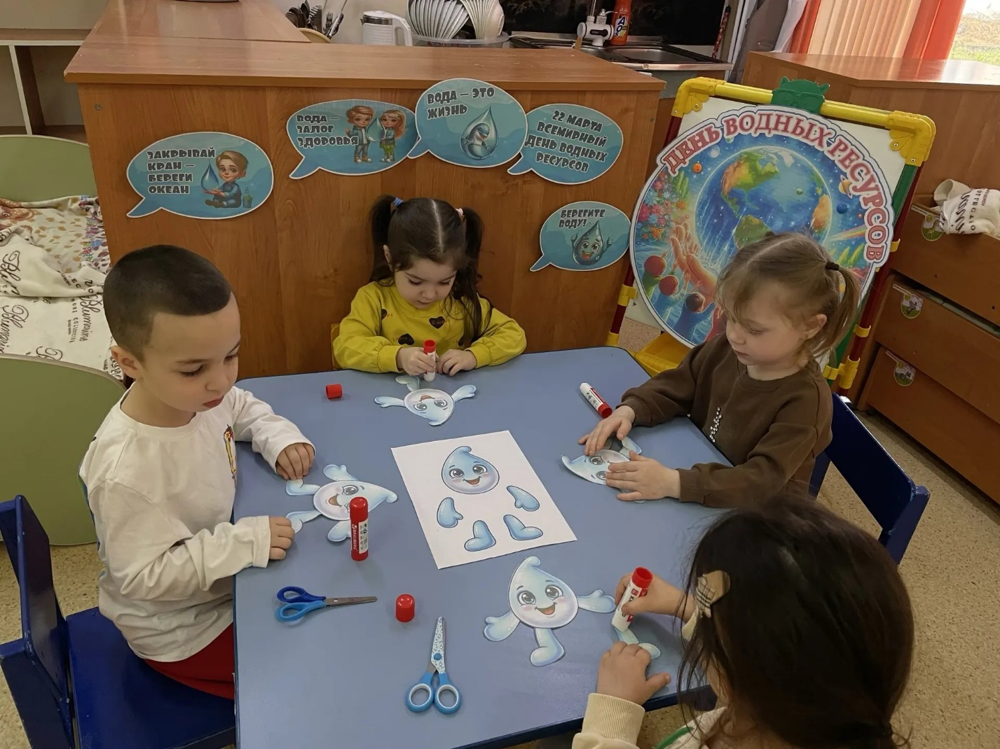 ЗАКРЫВАЙ
КРАН —
БЕРЕГИ
ОКЕАН
ВОДА —
ЗАЛОГ
ЗДОРОВЬЯ
ВОДА — ЭТО
ЖИЗНЬ
22 МАРТА
ВСЕМИРНЫЙ
ДЕНЬ ВОДНЫХ
РЕСУРСОВ
БЕРЕГИТЕ
ВОДУ!
ДЕНЬ ВОДНЫХ РЕСУРСОВ
Blumarine